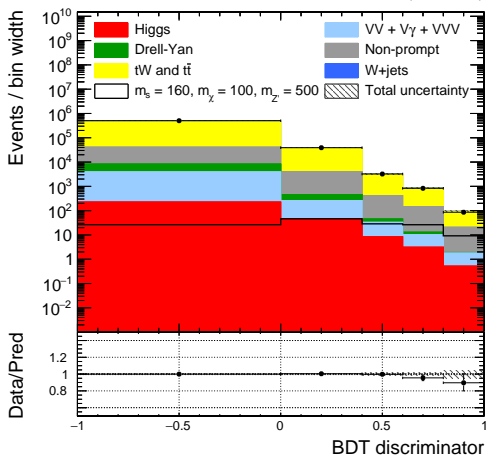 Events / bin width
10^10
10^9
10^8
10^7
10^6
10^5
10^4
10^3
10^2
10
1
10^−1
10^−2
Higgs
VV + Vγ + VVV
Drell-Yan
Non-prompt
tW and tt̄
W+jets
m_s = 160, m_χ = 100, m_Z' = 500
Total uncertainty
Data/Pred
1.2
1
0.8
−1 −0.5 0 0.5 1
BDT discriminator